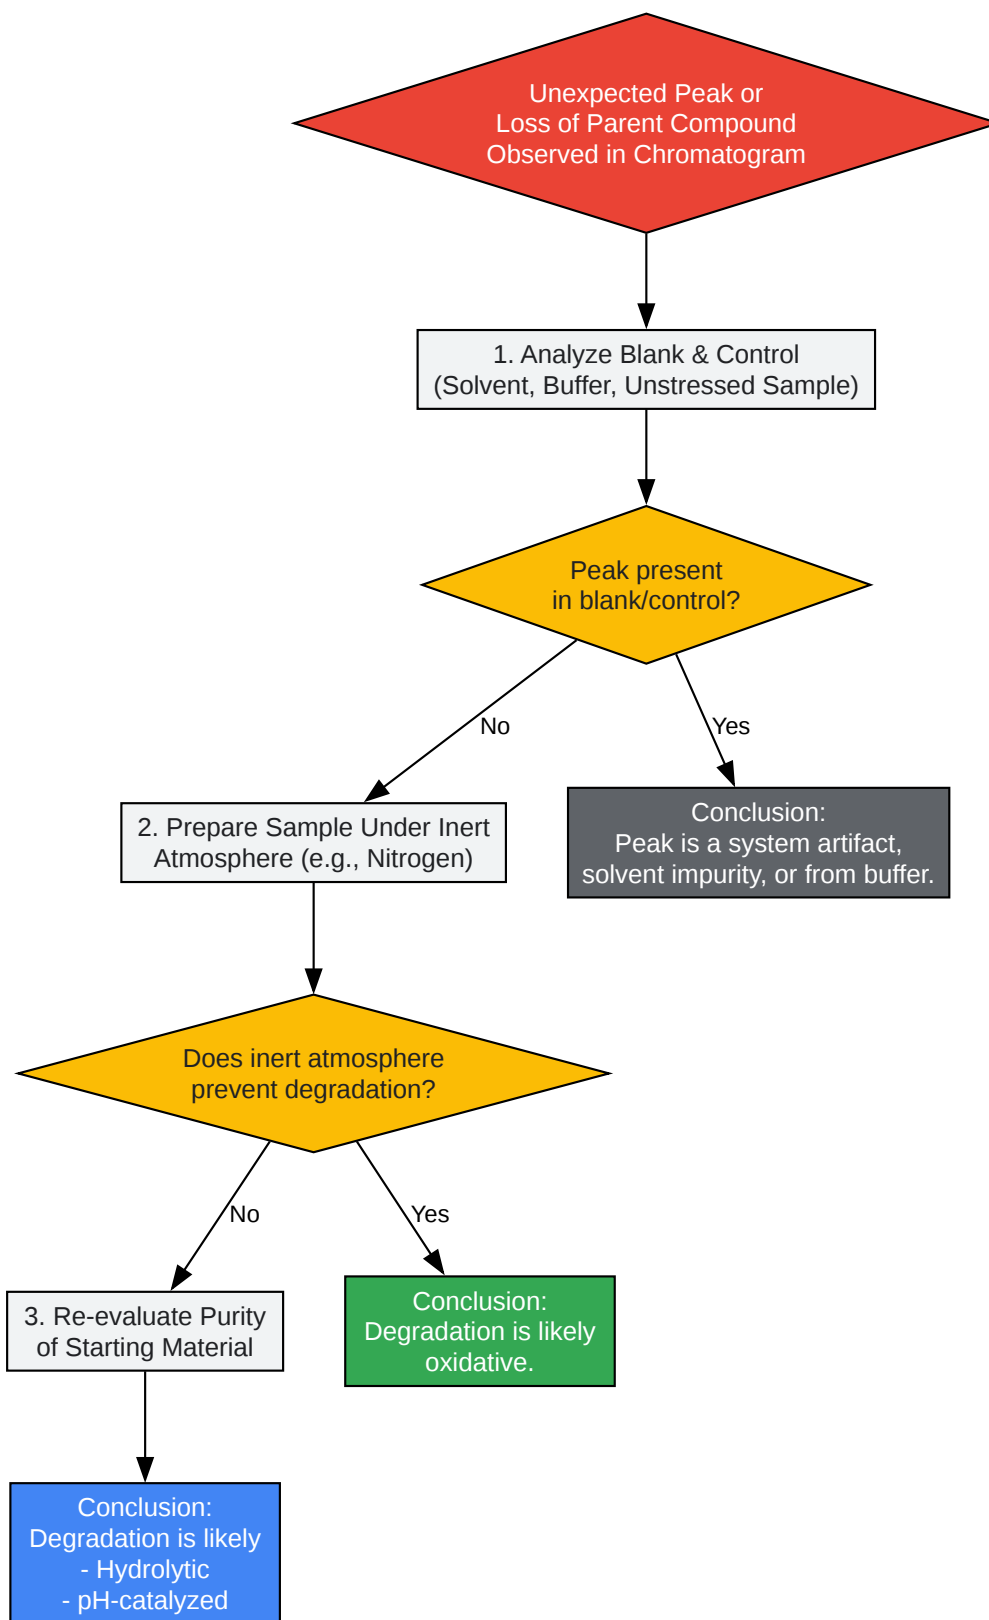 Unexpected Peak or
Loss of Parent Compound
Observed in Chromatogram
1. Analyze Blank & Control
(Solvent, Buffer, Unstressed Sample)
Peak present
in blank/control?
No
Yes
2. Prepare Sample Under Inert
Atmosphere (e.g., Nitrogen)
Conclusion:
Peak is a system artifact,
solvent impurity, or from buffer.
Does inert atmosphere
prevent degradation?
No
Yes
3. Re-evaluate Purity
of Starting Material
Conclusion:
Degradation is likely
oxidative.
Conclusion:
Degradation is likely
- Hydrolytic
- pH-catalyzed